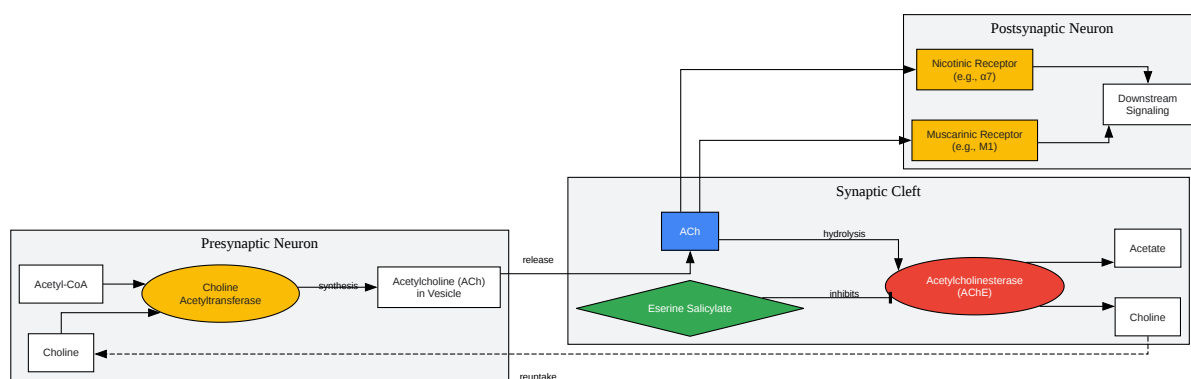 Postsynaptic Neuron
Nicotinic Receptor
(e.g., α7)
Downstream
Signaling
Muscarinic Receptor
(e.g., M1)
Synaptic Cleft
ACh
hydrolysis
Acetate
Presynaptic Neuron
release
Acetyl-CoA
Choline
Acetyltransferase
synthesis
Acetylcholine (ACh)
in Vesicle
Eserine Salicylate
inhibits
Acetylcholinesterase
(AChE)
Choline
Choline
reuptake